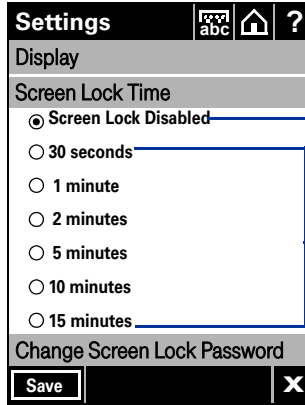 Settings abc ?
Display
Screen Lock Time
Screen Lock Disabled
30 seconds
1 minute
2 minutes
5 minutes
10 minutes
15 minutes
Change Screen Lock Password
Save X